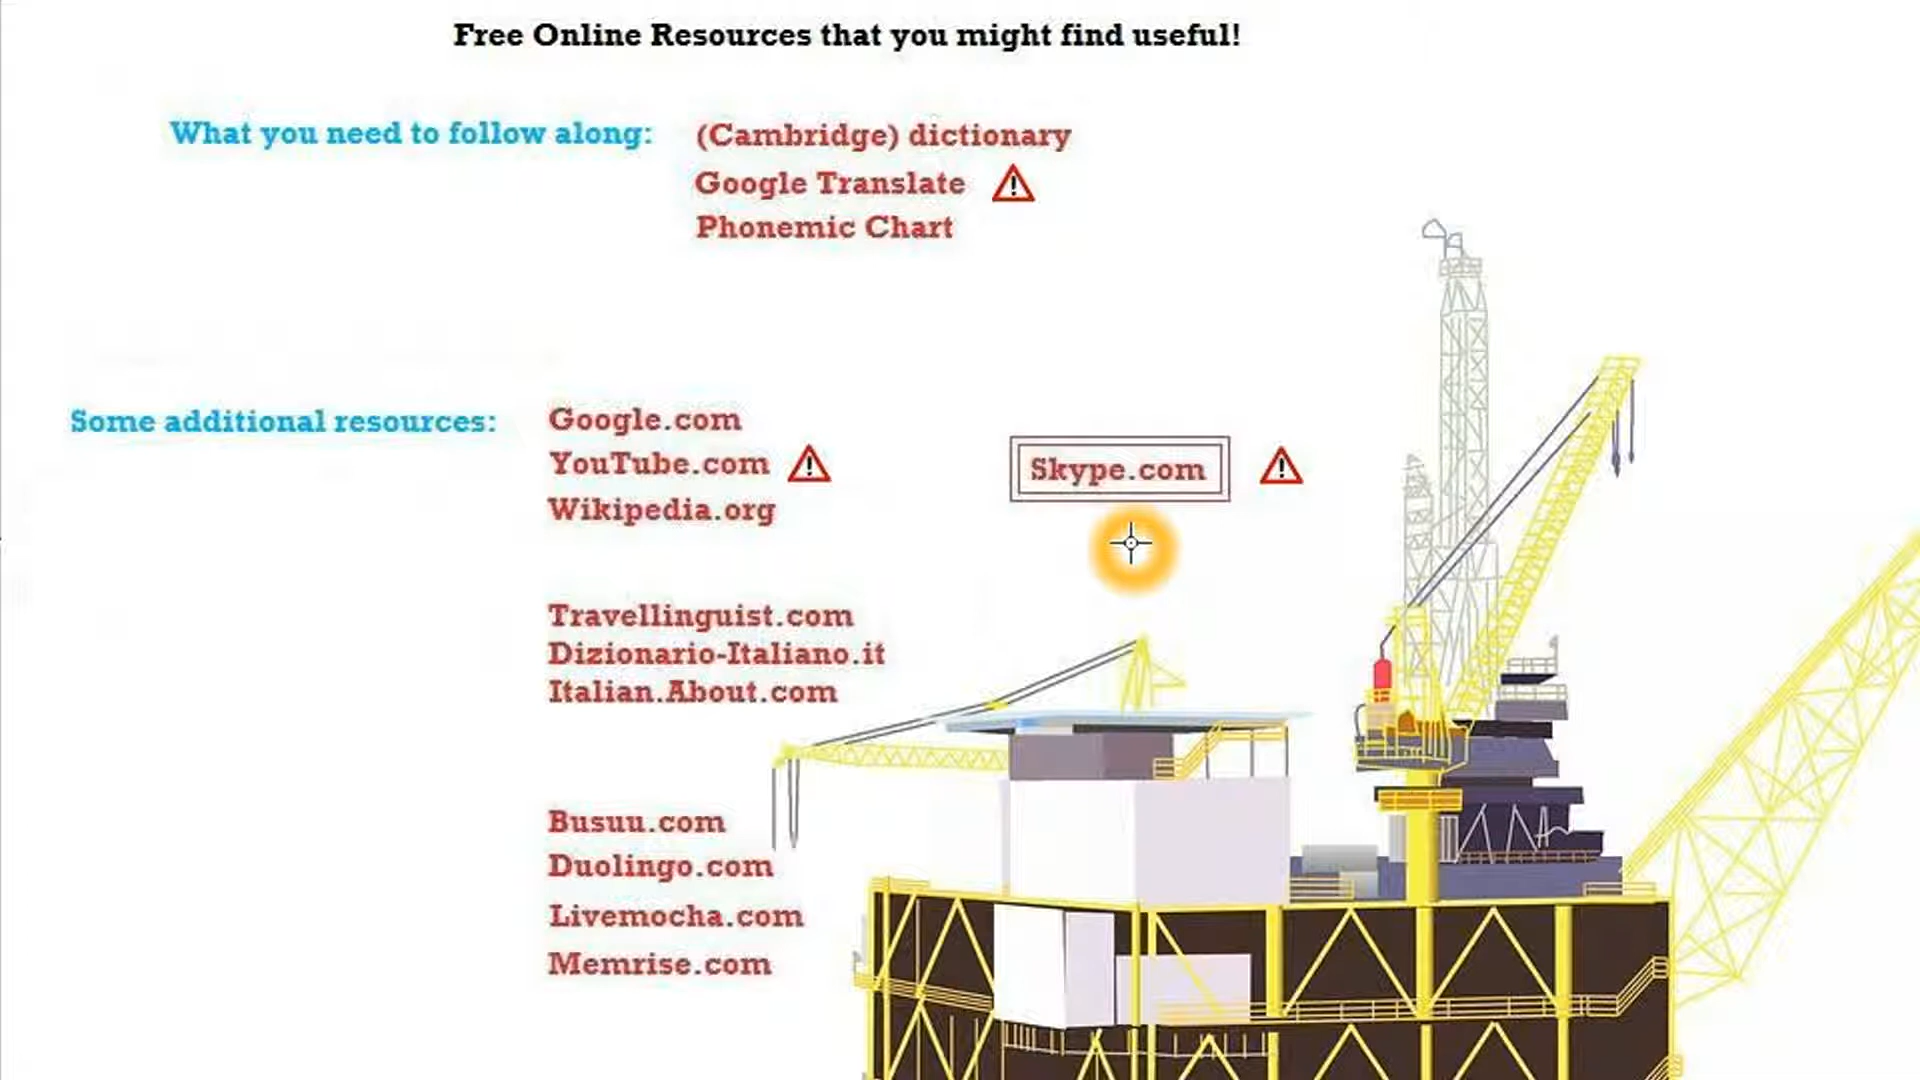 Free Online Resources that you might find useful!
What you need to follow along:
(Cambridge) dictionary
Google Translate
Phonemic Chart
Some additional resources:
Google.com
YouTube.com
Wikipedia.org
Skype.com
Travellinguist.com
Dizionario-Italiano.it
Italian.About.com
Busuu.com
Duolingo.com
Livemocha.com
Memrise.com